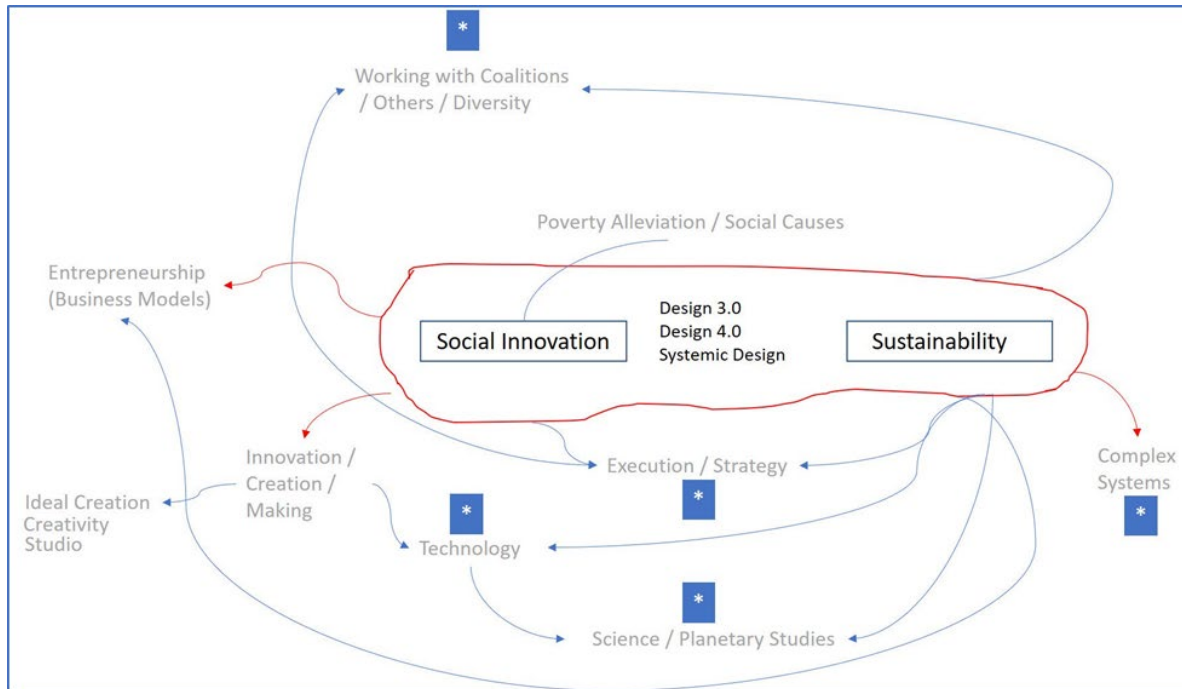 *
Working with Coalitions
/ Others / Diversity
Poverty Alleviation / Social Causes
Entrepreneurship
(Business Models)
Design 3.0
Design 4.0
Systemic Design
Social Innovation
Sustainability
Innovation /
Creation /
Making
Execution / Strategy
*
Complex
Systems
*
Ideal Creation
Creativity
Studio
*
Technology
*
Science / Planetary Studies